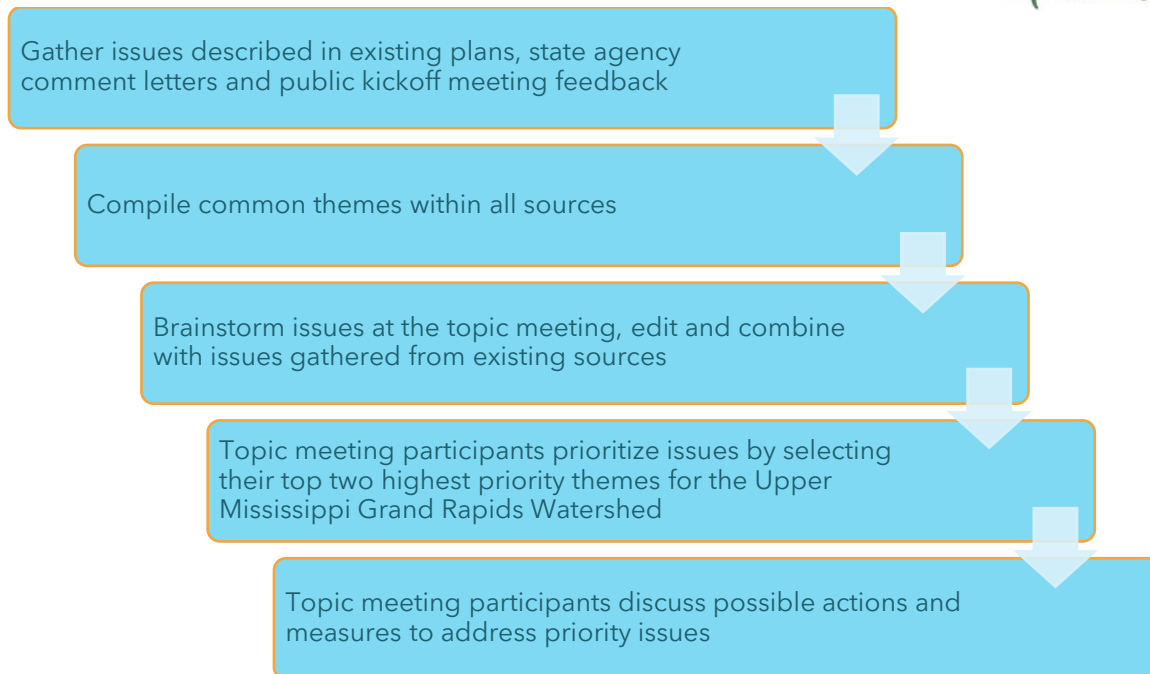 Gather issues described in existing plans, state agency
comment letters and public kickoff meeting feedback
Compile common themes within all sources
Brainstorm issues at the topic meeting, edit and combine
with issues gathered from existing sources
Topic meeting participants prioritize issues by selecting
their top two highest priority themes for the Upper
Mississippi Grand Rapids Watershed
Topic meeting participants discuss possible actions and
measures to address priority issues